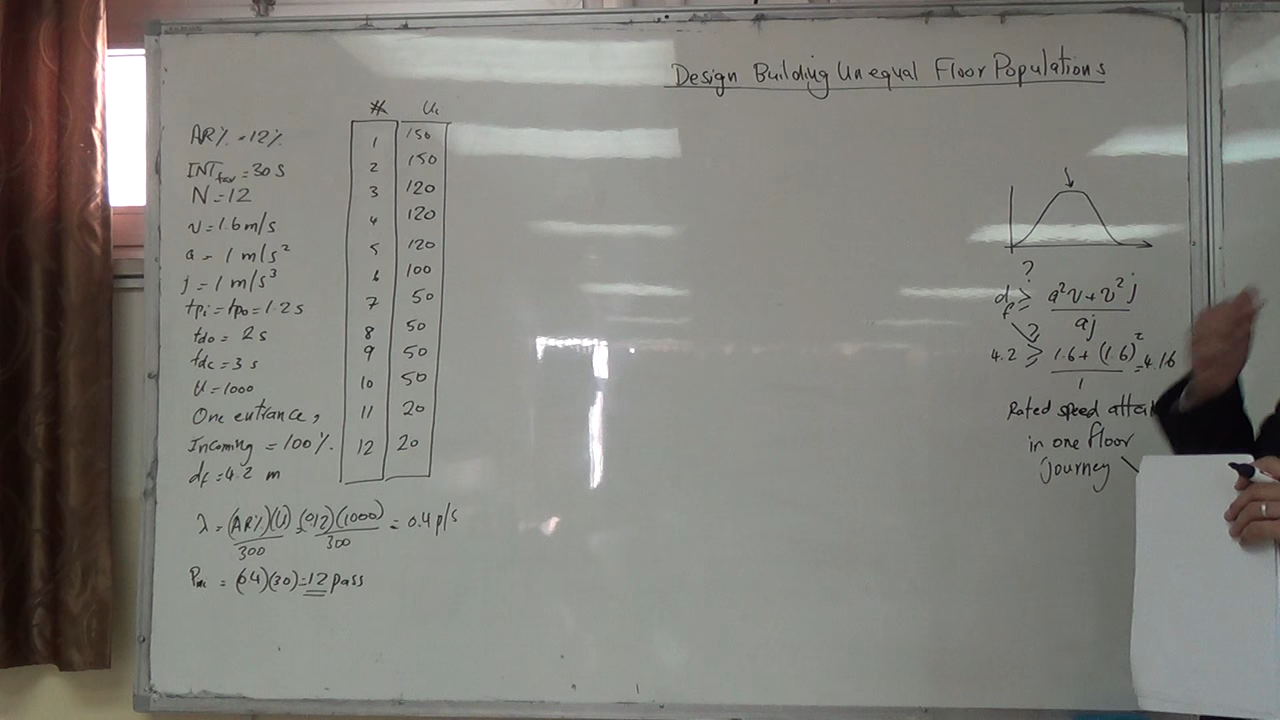 Design Building Unequal Floor Populations
AR% = 12%
INTtar = 30 s
N = 12
v = 1.6 m/s
a = 1 m/s²
j = 1 m/s³
tpi = tpo = 1.2 s
tdo = 2 s
tdc = 3 s
U = 1000
One entrance,
Incoming = 100%.
df = 4.2 m
# Ui
1 150
2 150
3 120
4 120
5 120
6 100
7 50
8 50
9 50
10 50
11 20
12 20
λ = (AR%)(U) / 300 = (0.12)(1000) / 300 = 0.4 p/s
= (0.4)(30) = 12 pass
?
df ≥ a²v + v²j / aj
?
4.2 ≥ 1.6 + (1.6)² / 1 = 4.16
Rated speed
in one floor
journey